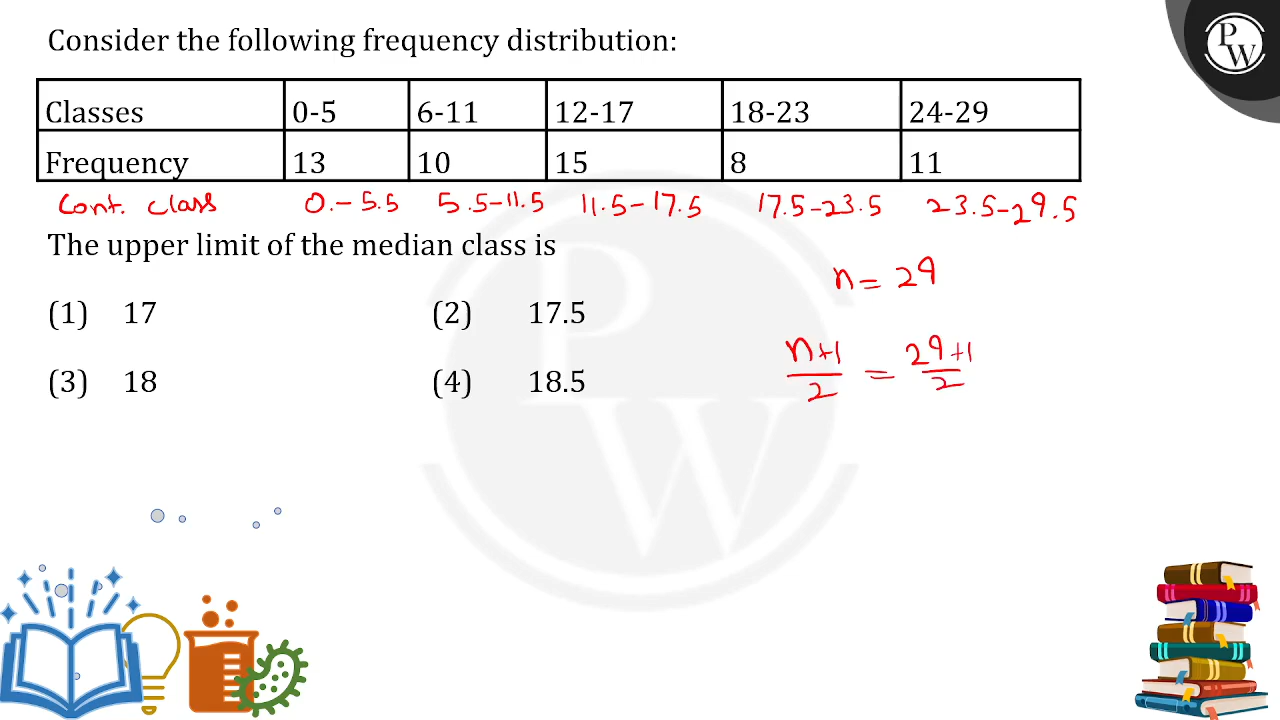 Consider the following frequency distribution:
Classes 0-5 6-11 12-17 18-23 24-29
Frequency 13 10 15 8 11
Cont. class 0.-5.5 5.5-11.5 11.5-17.5 17.5-23.5 23.5-29.5
The upper limit of the median class is
n = 29
(1) 17 (2) 17.5
n+1/2 = 29+1/2
(3) 18 (4) 18.5
P
W
P
W